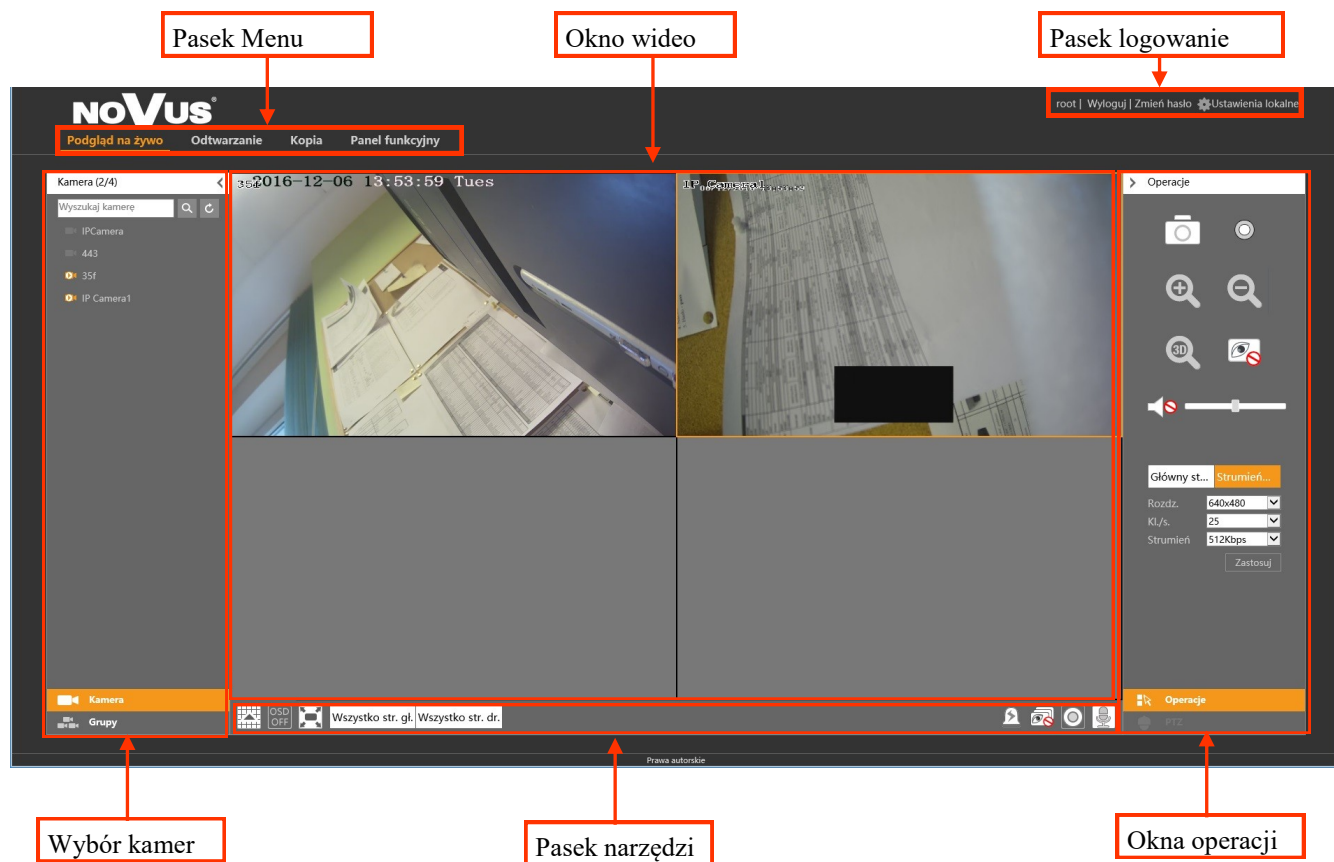 Pasek Menu
Okno wideo
Pasek logowanie
NOVUS®
root | Wyloguj | Zmień hasło Ustawienia lokalne
Podgląd na żywo Odtwarzanie Kopia Panel funkcyjny
Kamera (2/4)
Wyszukaj kamerę
IPCamera
443
35f
IP Camera1
Kamera
Grupy
2016-12-06 13:53:59 Tues
IP Camera1
OSD
OFF
Wszystko str. gł. Wszystko str. dr.
Operacje
3D
Główny st... Strumień...
Rozdz. 640x480
Kl./s. 25
Strumień 512Kbps
Zastosuj
Operacje
PTZ
Prawa autorskie
Wybór kamer
Pasek narzędzi
Okna operacji